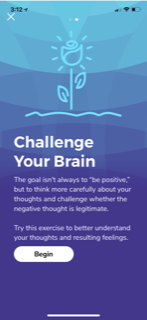 3:12
Challenge
Your Brain
The goal isn't always to "be positive,"
but to think more carefully about your
thoughts and challenge whether the
negative thought is legitimate.
Try this exercise to better understand
your thoughts and resulting feelings.
Begin